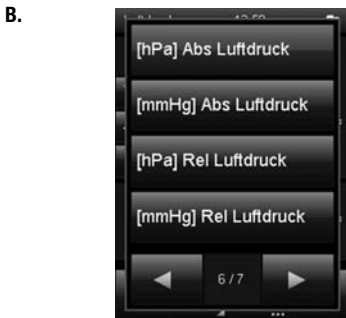 B.
[hPa] Abs Luftdruck
[mmHg] Abs Luftdruck
[hPa] Rel Luftdruck
[mmHg] Rel Luftdruck
6/7